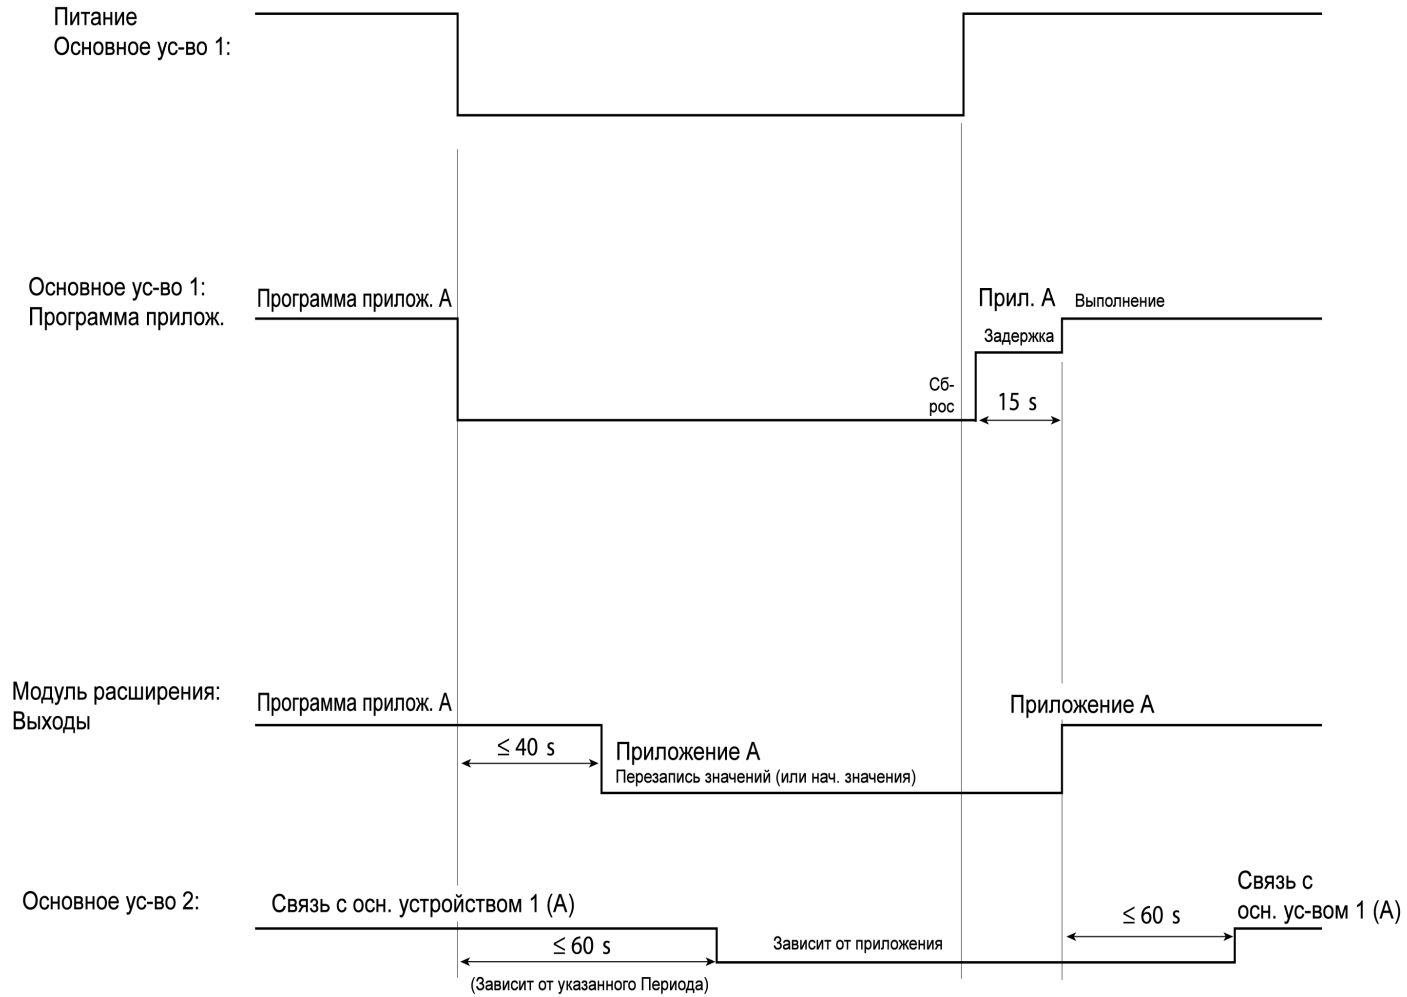 Питание
Основное ус-во 1:
Основное ус-во 1:
Программа прилож.
Программа прилож. А
Прил. А
Выполнение
Задержка
Сб-
рос
15 s
Модуль расширения:
Выходы
Программа прилож. А
Приложение А
≤ 40 s
Приложение А
Перезапись значений (или нач. значения)
Основное ус-во 2:
Связь с осн. устройством 1 (А)
Связь с
осн. ус-вом 1 (А)
≤ 60 s
Зависит от приложения
≤ 60 s
(Зависит от указанного Периода)